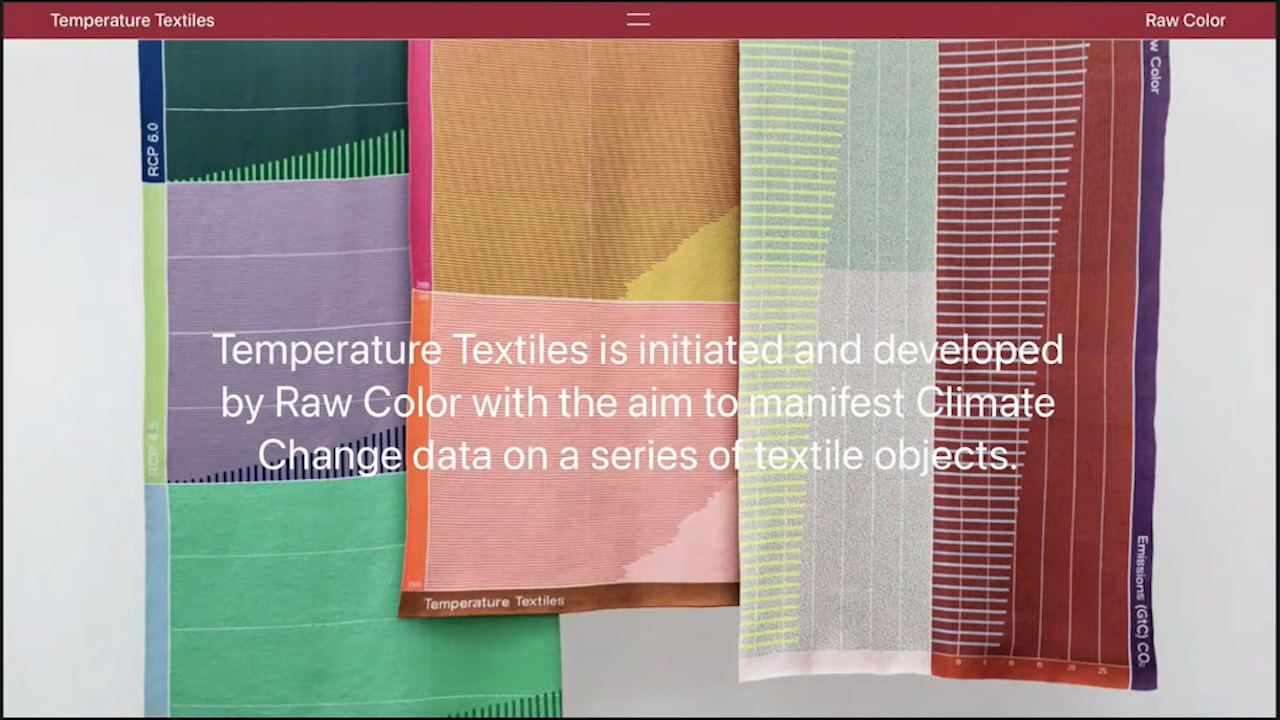 Temperature Textiles
Raw Color
w Color
RCP 6.0
Temperature Textiles is initiated and developed
by Raw Color with the aim to manifest Climate
Change data on a series of textile objects.
RCP 4.5
Emissions (GtC) CO₂
Temperature Textiles